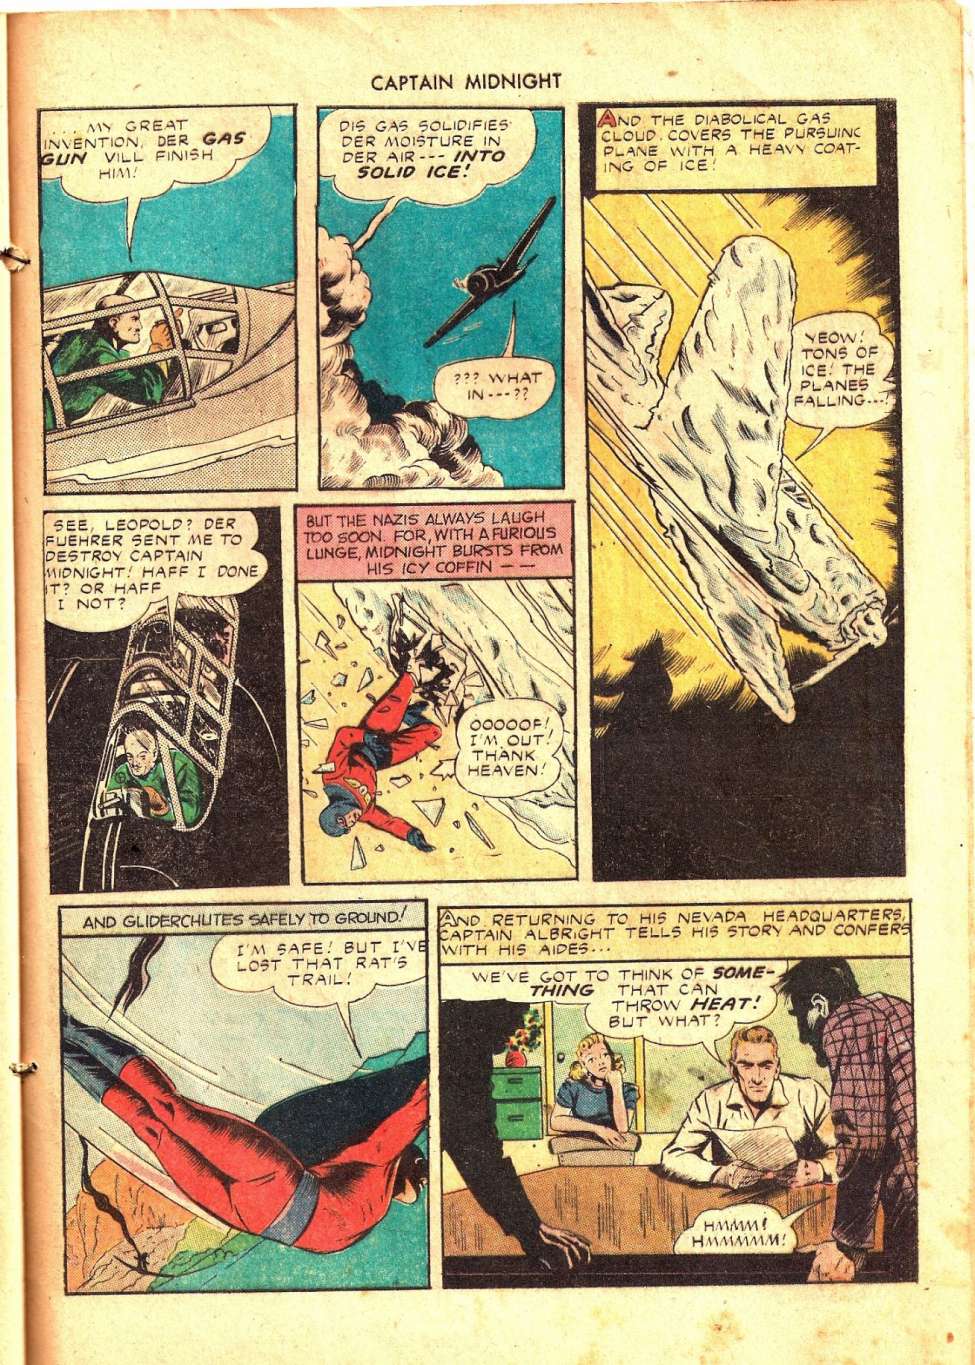 CAPTAIN MIDNIGHT
... MY GREAT
INVENTION, DER GAS
GUN VILL FINISH
HIM!
DIS GAS SOLIDIFIES
DER MOISTURE IN
DER AIR--- INTO
SOLID ICE!
??? WHAT
IN ---??
AND THE DIABOLICAL GAS
CLOUD COVERS THE PURSUING
PLANE WITH A HEAVY COAT-
ING OF ICE!
YEOW!
TONS OF
ICE! THE
PLANES
FALLING---!
SEE, LEOPOLD? DER
FUEHRER SENT ME TO
DESTROY CAPTAIN
MIDNIGHT! HAFF I DONE
IT? OR HAFF
I NOT?
BUT THE NAZIS ALWAYS LAUGH
TOO SOON. FOR, WITH A FURIOUS
LUNGE, MIDNIGHT BURSTS FROM
HIS ICY COFFIN --
OOOOOF!
I'M OUT!
THANK
HEAVEN!
AND GLIDERCHUTES SAFELY TO GROUND!
I'M SAFE! BUT I'VE
LOST THAT RAT'S
TRAIL!
AND, RETURNING TO HIS NEVADA HEADQUARTERS,
CAPTAIN ALBRIGHT TELLS HIS STORY AND CONFERS
WITH HIS AIDES...
WE'VE GOT TO THINK OF SOME-
THING THAT CAN
THROW HEAT!
BUT WHAT?
HMMM!
HMMMMMM!